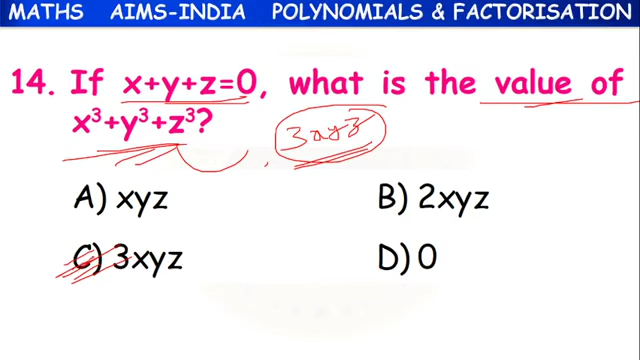 MATHS AIMS-INDIA POLYNOMIALS & FACTORISATION
14. If x+y+z=0, what is the value of
x³+y³+z³?
3xyz
A) xyz
B) 2xyz
C) 3xyz
D) 0